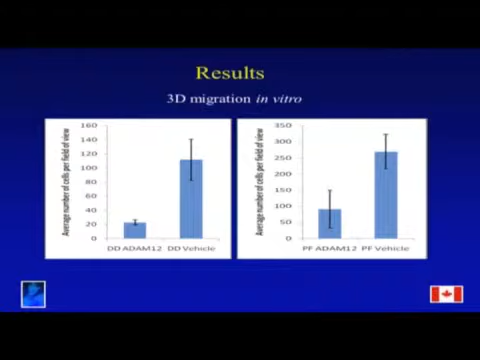 Results
3D migration in vitro
Average number of cells per field of view
160
140
120
100
80
60
40
20
0
DD ADAM12 DD Vehicle
Average number of cells per field of view
350
300
250
200
150
100
50
0
PF ADAM12 PF Vehicle